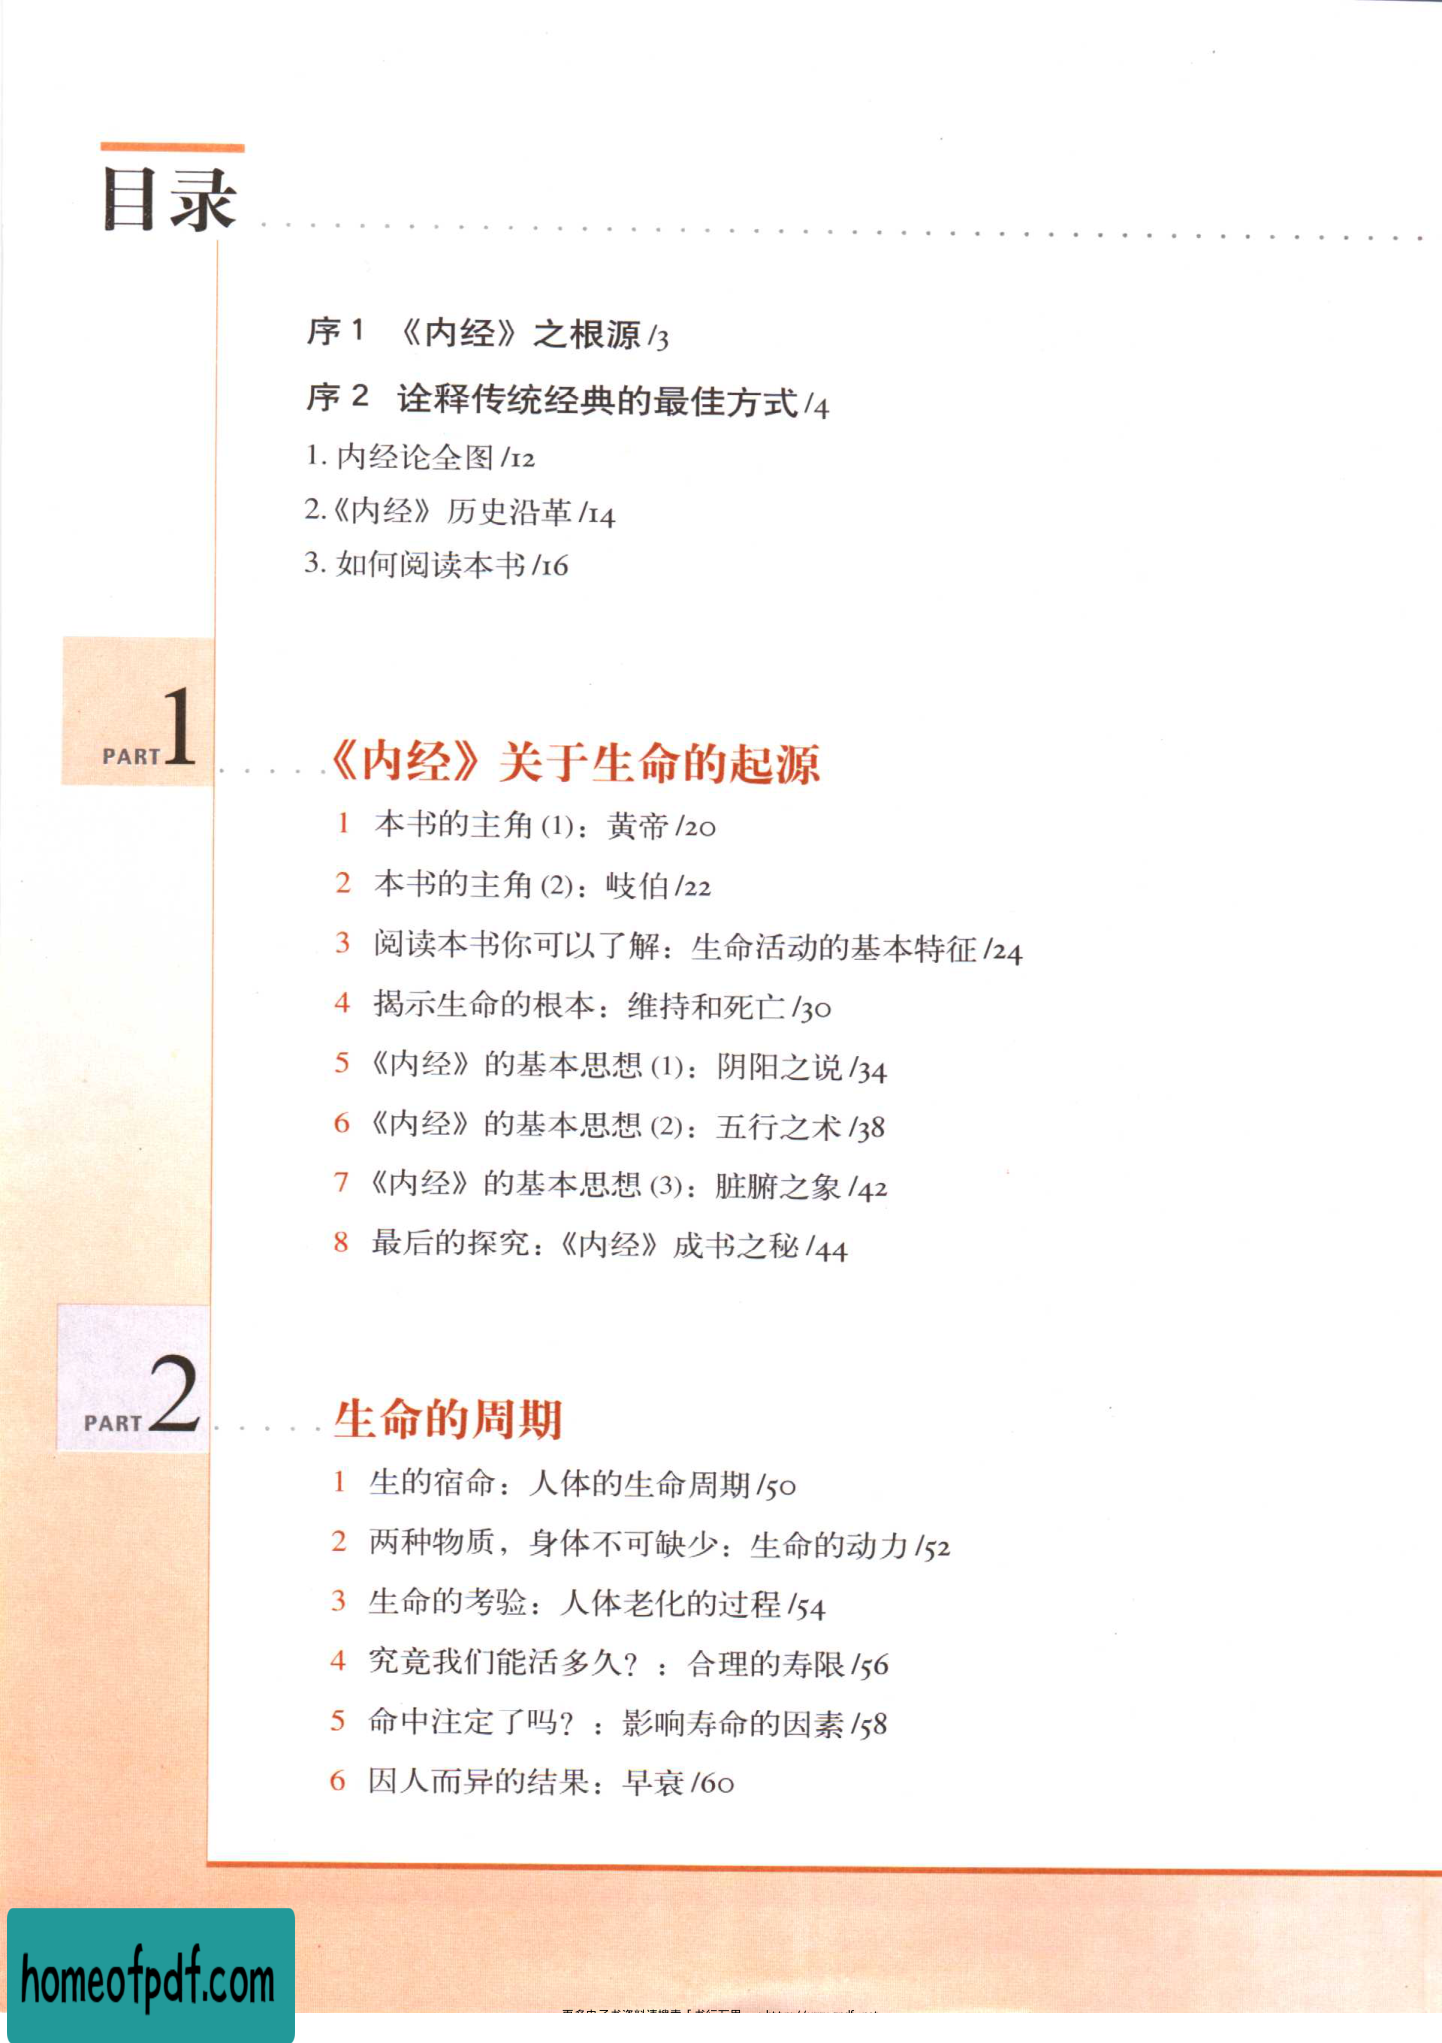 目录
序1 《内经》之根源 /3
序2 诠释传统经典的最佳方式 /4
1. 内经论全图 /12
2.《内经》历史沿革 /14
3. 如何阅读本书 /16
PART 1
《内经》关于生命的起源
1 本书的主角 (1)：黄帝 /20
2 本书的主角 (2)：岐伯 /22
3 阅读本书你可以了解：生命活动的基本特征 /24
4 揭示生命的根本：维持和死亡 /30
5 《内经》的基本思想 (1)：阴阳之说 /34
6 《内经》的基本思想 (2)：五行之术 /38
7 《内经》的基本思想 (3)：脏腑之象 /42
8 最后的探究：《内经》成书之秘 /44
PART 2
生命的周期
1 生的宿命：人体的生命周期 /50
2 两种物质，身体不可缺少：生命的动力 /52
3 生命的考验：人体老化的过程 /54
4 究竟我们能活多久？：合理的寿限 /56
5 命中注定了吗？：影响寿命的因素 /58
6 因人而异的结果：早衰 /60
homeofpdf.com